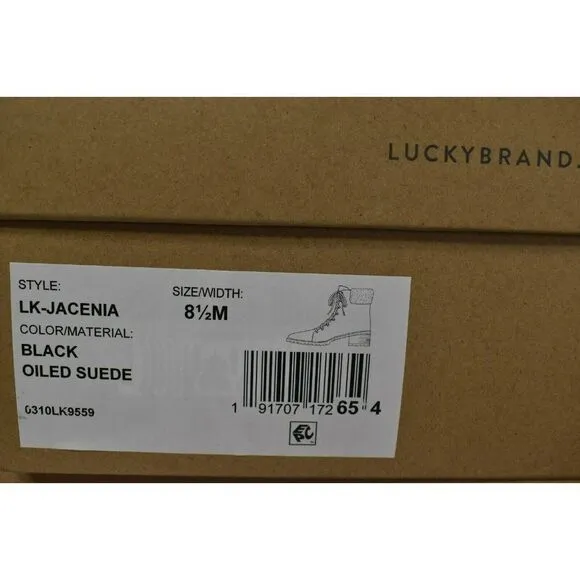 LUCKYBRAND.
STYLE:
LK-JACENIA
SIZE/WIDTH:
8½M
COLOR/MATERIAL:
BLACK
OILED SUEDE
0310LK9559
1 91707 172 65 4